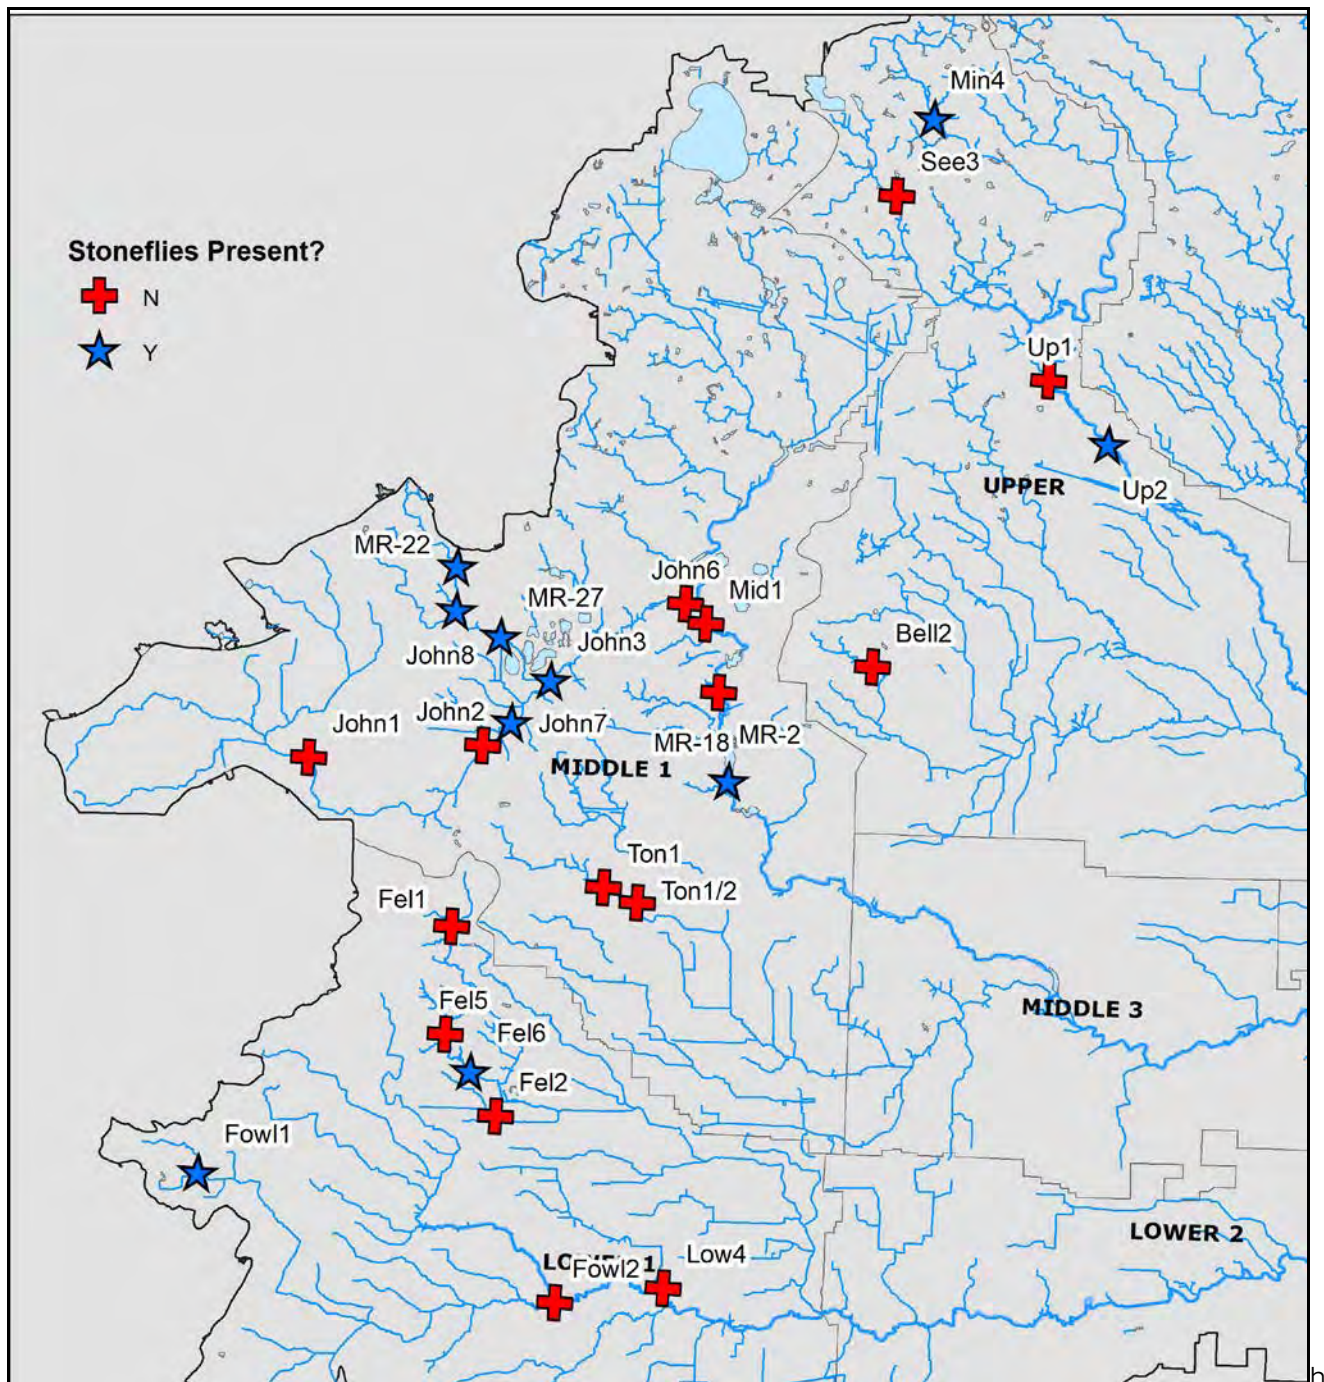 Min4
See3
Stoneflies Present?
N
Y
Up1
UPPER
Up2
MR-22
John6
Mid1
MR-27
John3
Bell2
John8
John1
John2
John7
MR-18
MR-2
MIDDLE 1
Ton1
Ton1/2
Fel1
MIDDLE 3
Fel5
Fel6
Fel2
Fowl1
LOWER 2
LOWER 1
Fowl2
Low4
h